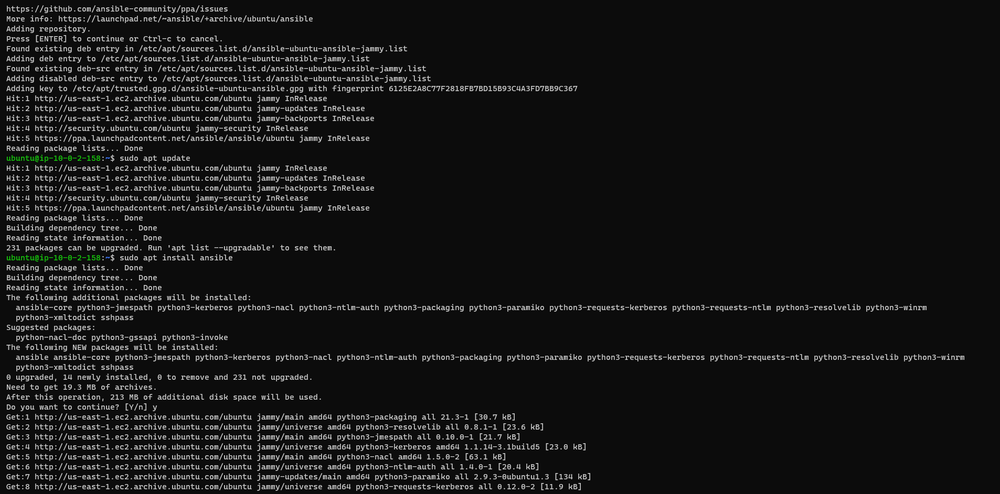 https://github.com/ansible-community/ppa/issues
More info: https://launchpad.net/~ansible/+archive/ubuntu/ansible
Adding repository.
Press [ENTER] to continue or Ctrl-c to cancel.
Found existing deb entry in /etc/apt/sources.list.d/ansible-ubuntu-ansible-jammy.list
Adding deb entry to /etc/apt/sources.list.d/ansible-ubuntu-ansible-jammy.list
Found existing deb-src entry in /etc/apt/sources.list.d/ansible-ubuntu-ansible-jammy.list
Adding disabled deb-src entry to /etc/apt/sources.list.d/ansible-ubuntu-ansible-jammy.list
Adding key to /etc/apt/trusted.gpg.d/ansible-ubuntu-ansible.gpg with fingerprint 6125E2A8C77F2818FB7BD15B93C4A3FD7BB9C367
Hit:1 http://us-east-1.ec2.archive.ubuntu.com/ubuntu jammy InRelease
Hit:2 http://us-east-1.ec2.archive.ubuntu.com/ubuntu jammy-updates InRelease
Hit:3 http://us-east-1.ec2.archive.ubuntu.com/ubuntu jammy-backports InRelease
Hit:4 http://security.ubuntu.com/ubuntu jammy-security InRelease
Hit:5 https://ppa.launchpadcontent.net/ansible/ansible/ubuntu jammy InRelease
Reading package lists... Done
ubuntu@ip-10-0-2-158:~$ sudo apt update
Hit:1 http://us-east-1.ec2.archive.ubuntu.com/ubuntu jammy InRelease
Hit:2 http://us-east-1.ec2.archive.ubuntu.com/ubuntu jammy-updates InRelease
Hit:3 http://us-east-1.ec2.archive.ubuntu.com/ubuntu jammy-backports InRelease
Hit:4 http://security.ubuntu.com/ubuntu jammy-security InRelease
Hit:5 https://ppa.launchpadcontent.net/ansible/ansible/ubuntu jammy InRelease
Reading package lists... Done
Building dependency tree... Done
Reading state information... Done
231 packages can be upgraded. Run 'apt list --upgradable' to see them.
ubuntu@ip-10-0-2-158:~$ sudo apt install ansible
Reading package lists... Done
Building dependency tree... Done
Reading state information... Done
The following additional packages will be installed:
  ansible-core python3-jmespath python3-kerberos python3-nacl python3-ntlm-auth python3-packaging python3-paramiko python3-requests-kerberos python3-requests-ntlm python3-resolvelib python3-winrm
  python3-xmltodict sshpass
Suggested packages:
  python-nacl-doc python3-gssapi python3-invoke
The following NEW packages will be installed:
  ansible ansible-core python3-jmespath python3-kerberos python3-nacl python3-ntlm-auth python3-packaging python3-paramiko python3-requests-kerberos python3-requests-ntlm python3-resolvelib python3-winrm
  python3-xmltodict sshpass
0 upgraded, 14 newly installed, 0 to remove and 231 not upgraded.
Need to get 19.3 MB of archives.
After this operation, 213 MB of additional disk space will be used.
Do you want to continue? [Y/n] y
Get:1 http://us-east-1.ec2.archive.ubuntu.com/ubuntu jammy/main amd64 python3-packaging all 21.3-1 [30.7 kB]
Get:2 http://us-east-1.ec2.archive.ubuntu.com/ubuntu jammy/universe amd64 python3-resolvelib all 0.8.1-1 [23.6 kB]
Get:3 http://us-east-1.ec2.archive.ubuntu.com/ubuntu jammy/main amd64 python3-jmespath all 0.10.0-1 [21.7 kB]
Get:4 http://us-east-1.ec2.archive.ubuntu.com/ubuntu jammy/universe amd64 python3-kerberos amd64 1.1.14-3.1build5 [23.0 kB]
Get:5 http://us-east-1.ec2.archive.ubuntu.com/ubuntu jammy/main amd64 python3-nacl amd64 1.5.0-2 [63.1 kB]
Get:6 http://us-east-1.ec2.archive.ubuntu.com/ubuntu jammy/universe amd64 python3-ntlm-auth all 1.4.0-1 [20.4 kB]
Get:7 http://us-east-1.ec2.archive.ubuntu.com/ubuntu jammy-updates/main amd64 python3-paramiko all 2.9.3-0ubuntu1.3 [134 kB]
Get:8 http://us-east-1.ec2.archive.ubuntu.com/ubuntu jammy/universe amd64 python3-requests-kerberos all 0.12.0-2 [11.9 kB]